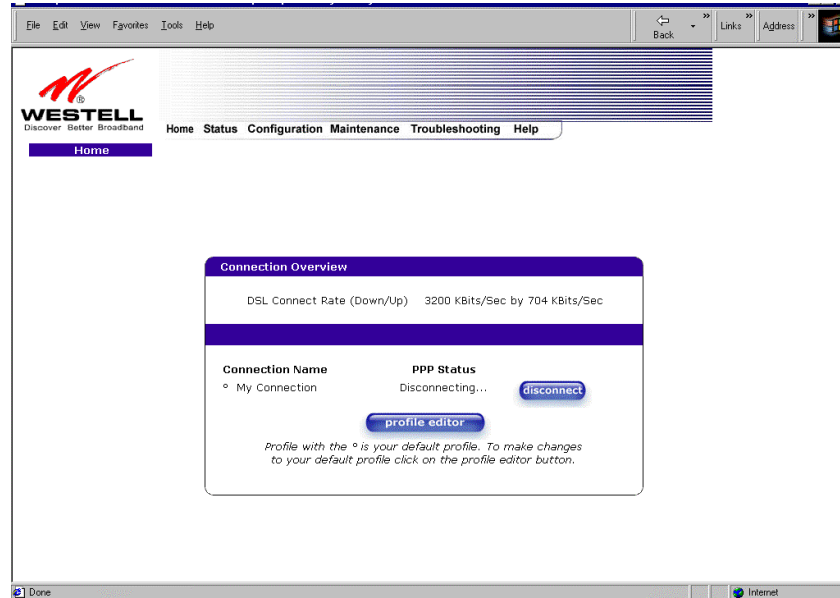 File Edit View Favorites Tools Help
Back
»
Links
»
Address
»
®
WESTELL
Discover Better Broadband
Home Status Configuration Maintenance Troubleshooting Help
Home
Connection Overview
DSL Connect Rate (Down/Up) 3200 KBits/Sec by 704 KBits/Sec
Connection Name PPP Status
° My Connection Disconnecting... disconnect
profile editor
Profile with the ° is your default profile. To make changes
to your default profile click on the profile editor button.
Done Internet